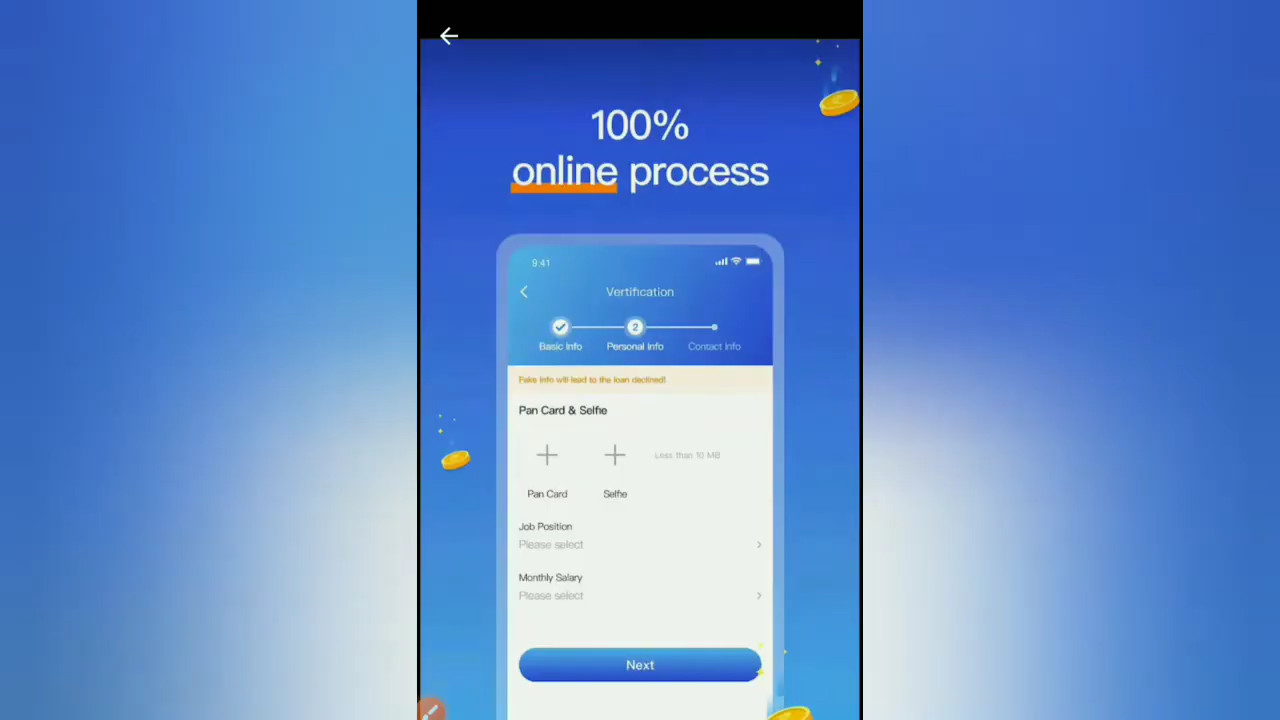 100%
online process
9:41
Vertification
2
Basic Info
Personal Info
Contact Info
Fake info will lead to the loan declined!
Pan Card & Selfie
Less than 10 MB
Pan Card
Selfie
Job Position
Please select
Monthly Salary
Please select
Next